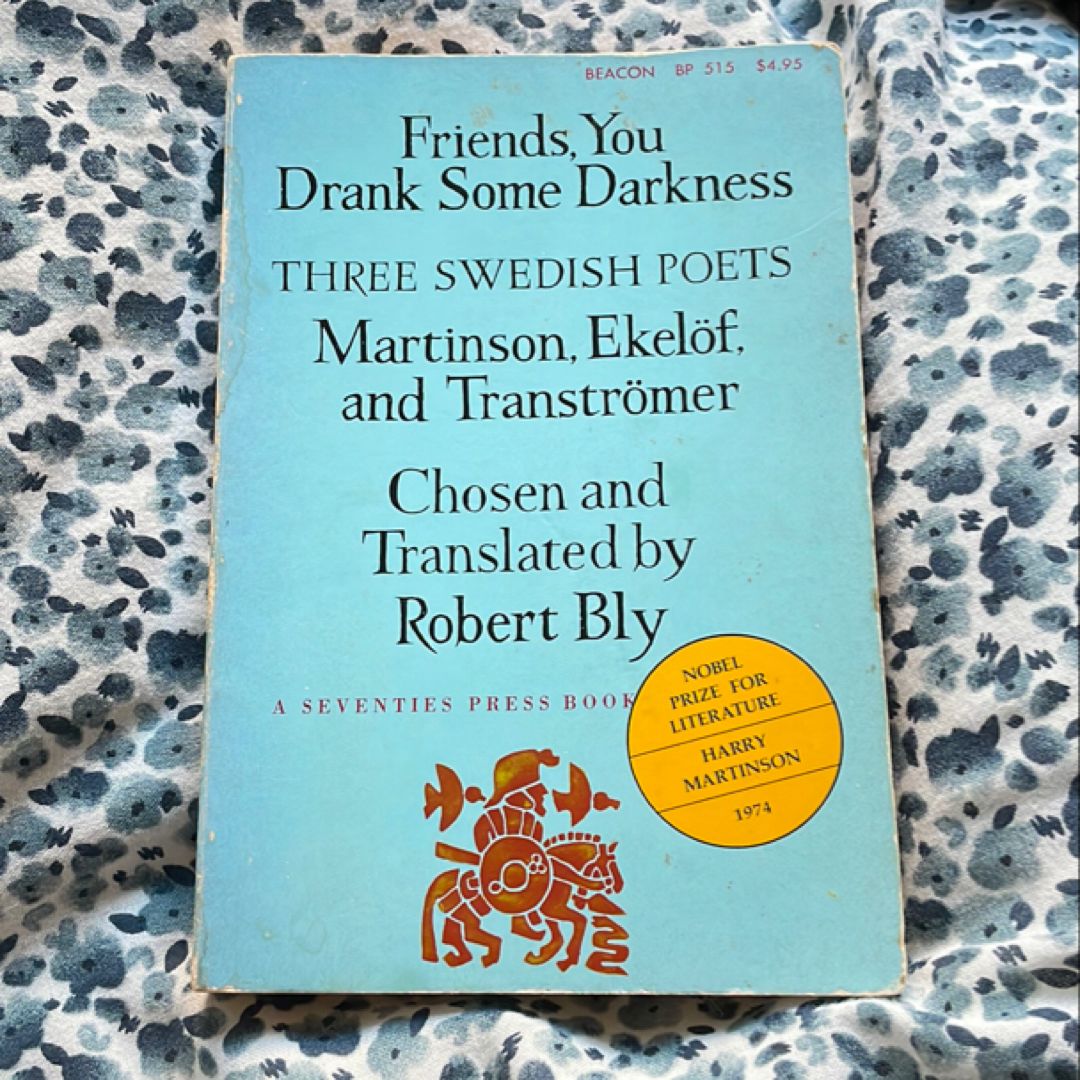 BEACON BP 515 $4.95
Friends, You
Drank Some Darkness
THREE SWEDISH POETS
Martinson, Ekelöf,
and Tranströmer
Chosen and
Translated by
Robert Bly
A SEVENTIES PRESS BOOK
NOBEL
PRIZE FOR
LITERATURE
HARRY
MARTINSON
1974